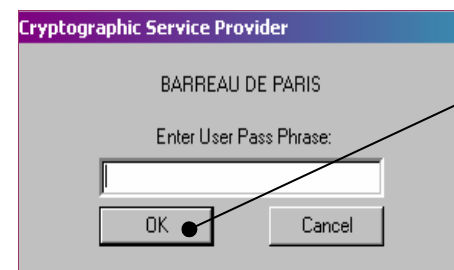 Cryptographic Service Provider
BARREAU DE PARIS
Enter User Pass Phrase:
OK Cancel